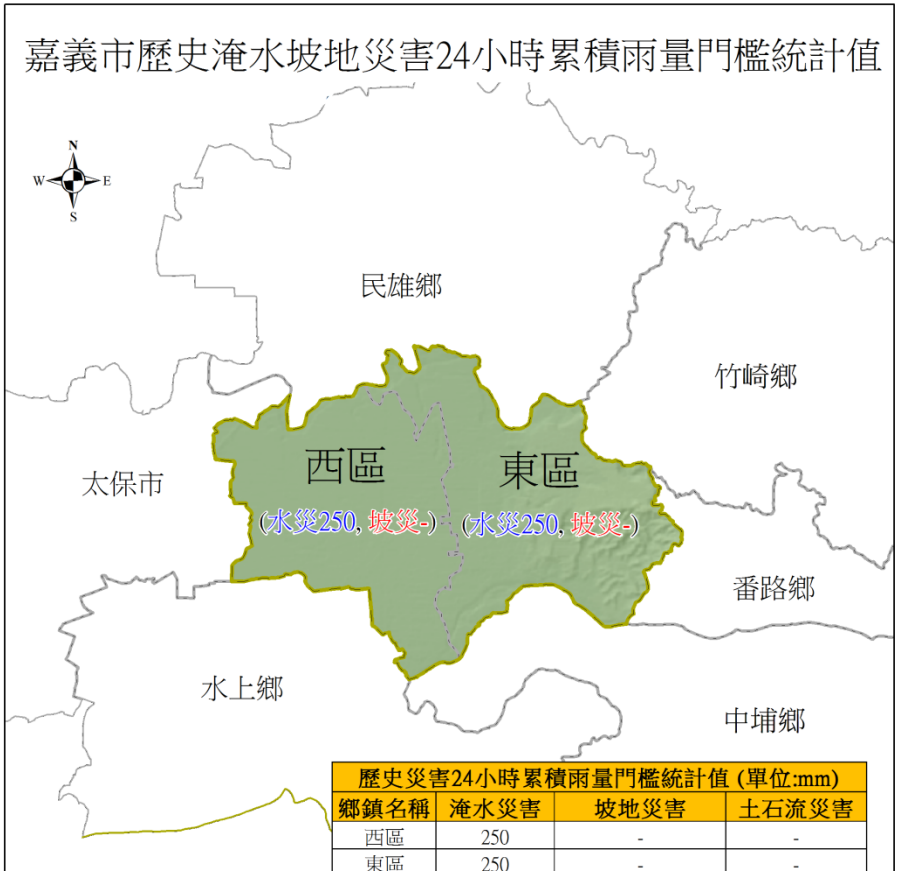 嘉義市歷史淹水坡地災害24小時累積雨量門檻統計值
N
W E
S
民雄鄉
竹崎鄉
西區
東區
太保市
(水災250, 坡災-)
(水災250, 坡災-)
番路鄉
水上鄉
中埔鄉
歷史災害24小時累積雨量門檻統計值 (單位:mm)
鄉鎮名稱 淹水災害 坡地災害 土石流災害
西區 250 - -
東區 250 - -